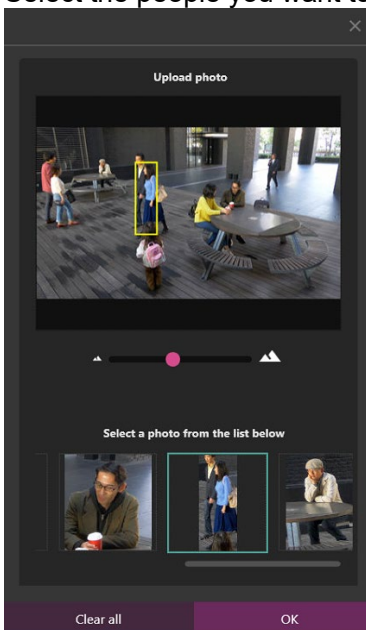 Select the people you want to
Upload photo
Select a photo from the list below
Clear all
OK